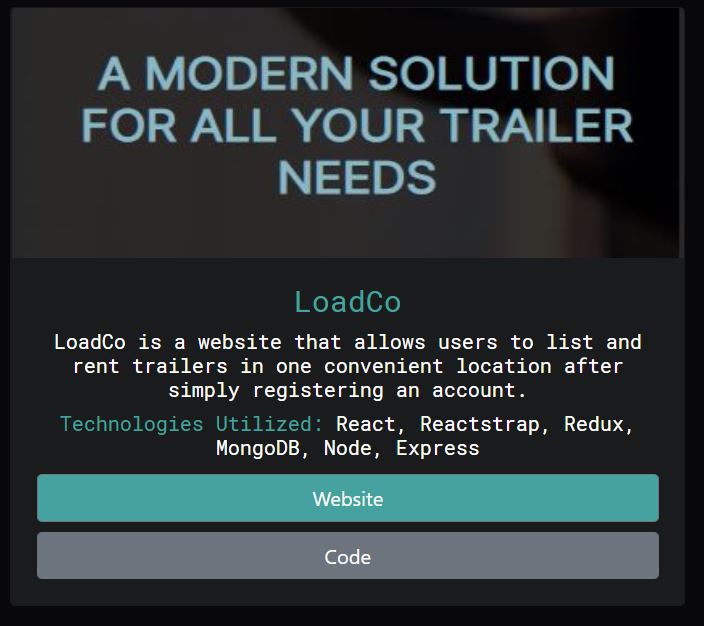 A MODERN SOLUTION
FOR ALL YOUR TRAILER
NEEDS
LoadCo
LoadCo is a website that allows users to list and
rent trailers in one convenient location after
simply registering an account.
Technologies Utilized: React, Reactstrap, Redux,
MongoDB, Node, Express
Website
Code